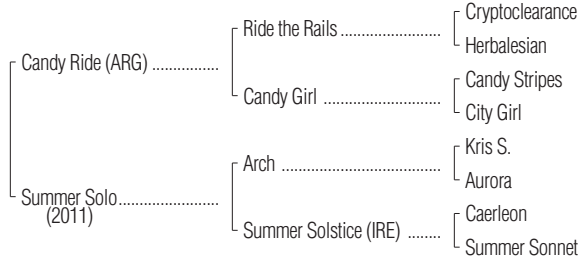 Cryptoclearance
Ride the Rails ....................
Herbalesian
Candy Ride (ARG) ...............
Candy Stripes
Candy Girl .......................
City Girl
Kris S.
Arch ...............................
Aurora
Summer Solo......................
(2011)
Caerleon
Summer Solstice (IRE) ........
Summer Sonnet